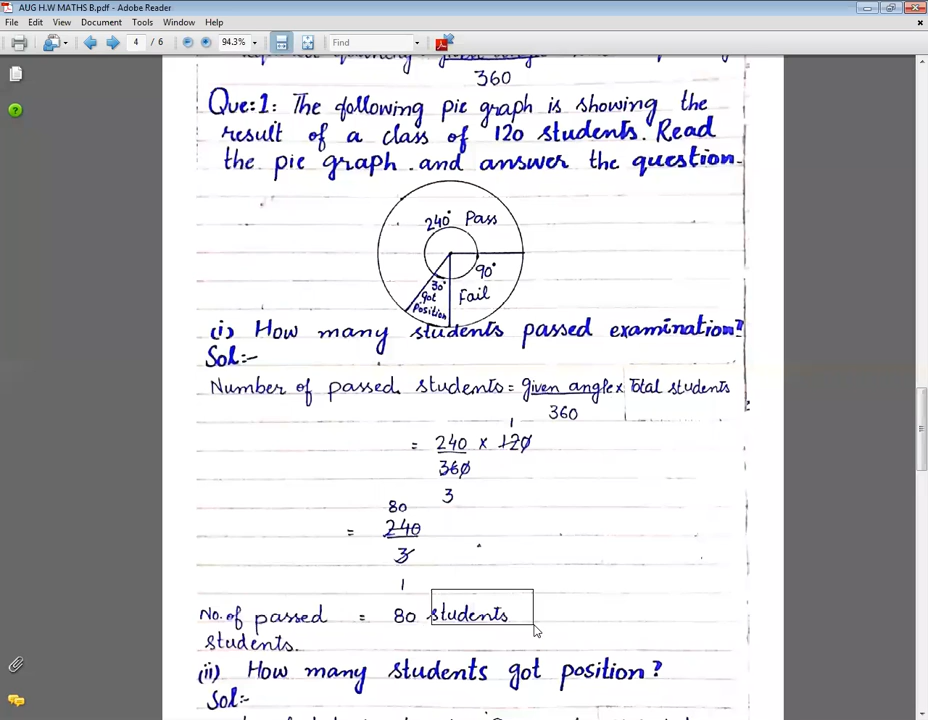 AUG H.W MATHS B.pdf - Adobe Reader
File Edit View Document Tools Window Help
4 / 6 94.3% Find
360
Que:1: The following pie graph is showing the
result of a class of 120 students. Read
the pie graph and answer the question.
240° Pass
90°
30°
got
Position
Fail
(i) How many students passed examination?
Sol:-
Number of passed students = given angle x Total students
360
1
= 240 x 120
360
3
80
= 240
3
1
No. of passed = 80 students
students.
(ii) How many students got position?
Sol:-